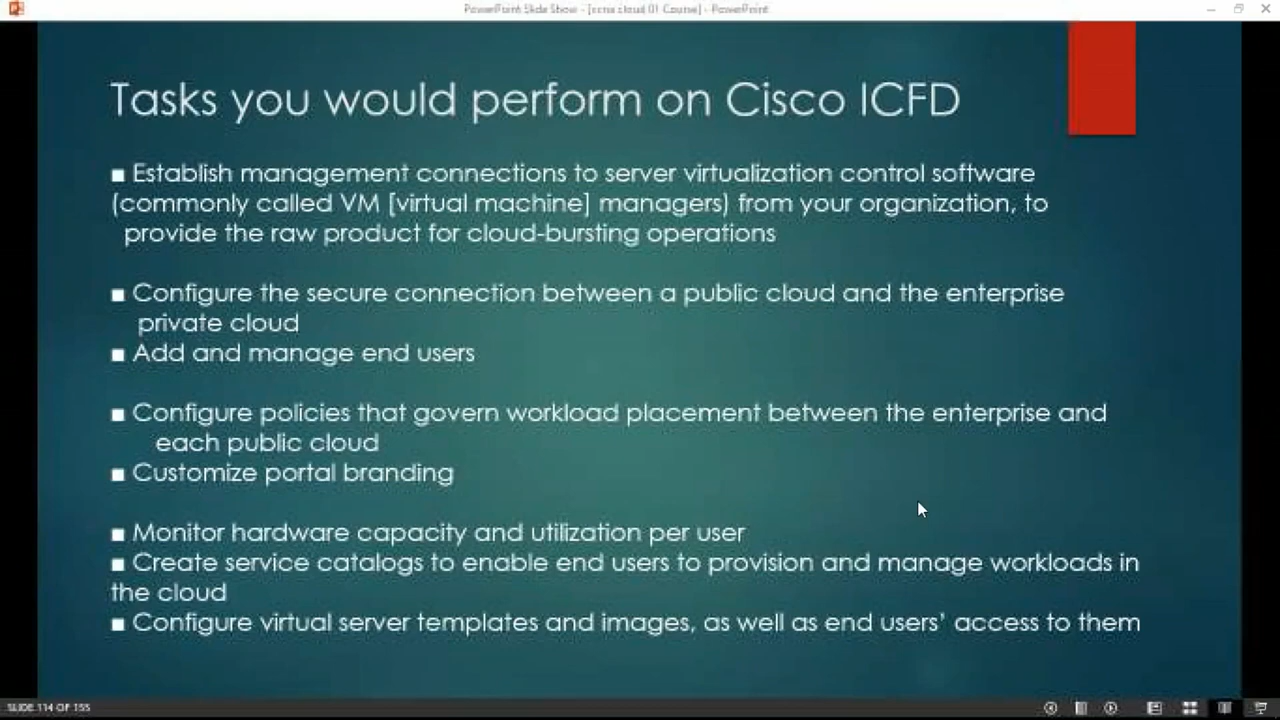 PowerPoint Slide Show - [ccna cloud 01 Course] - PowerPoint
Tasks you would perform on Cisco ICFD
■ Establish management connections to server virtualization control software
(commonly called VM [virtual machine] managers) from your organization, to
provide the raw product for cloud-bursting operations
■ Configure the secure connection between a public cloud and the enterprise
private cloud
■ Add and manage end users
■ Configure policies that govern workload placement between the enterprise and
each public cloud
■ Customize portal branding
■ Monitor hardware capacity and utilization per user
■ Create service catalogs to enable end users to provision and manage workloads in
the cloud
■ Configure virtual server templates and images, as well as end users’ access to them
SLIDE 114 OF 155